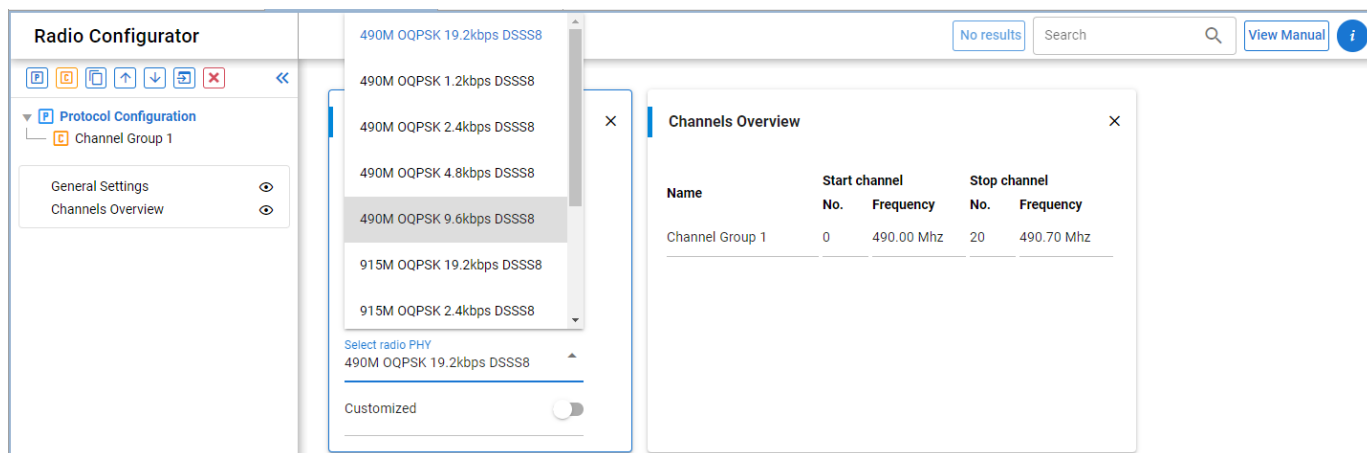 Radio Configurator
No results
Search
View Manual
i
P
C
Protocol Configuration
C Channel Group 1
General Settings
Channels Overview
490M OQPSK 19.2kbps DSSS8
490M OQPSK 1.2kbps DSSS8
490M OQPSK 2.4kbps DSSS8
490M OQPSK 4.8kbps DSSS8
490M OQPSK 9.6kbps DSSS8
915M OQPSK 19.2kbps DSSS8
915M OQPSK 2.4kbps DSSS8
Select radio PHY
490M OQPSK 19.2kbps DSSS8
Customized
Channels Overview
Name Start channel Stop channel
No. Frequency No. Frequency
Channel Group 1 0 490.00 Mhz 20 490.70 Mhz